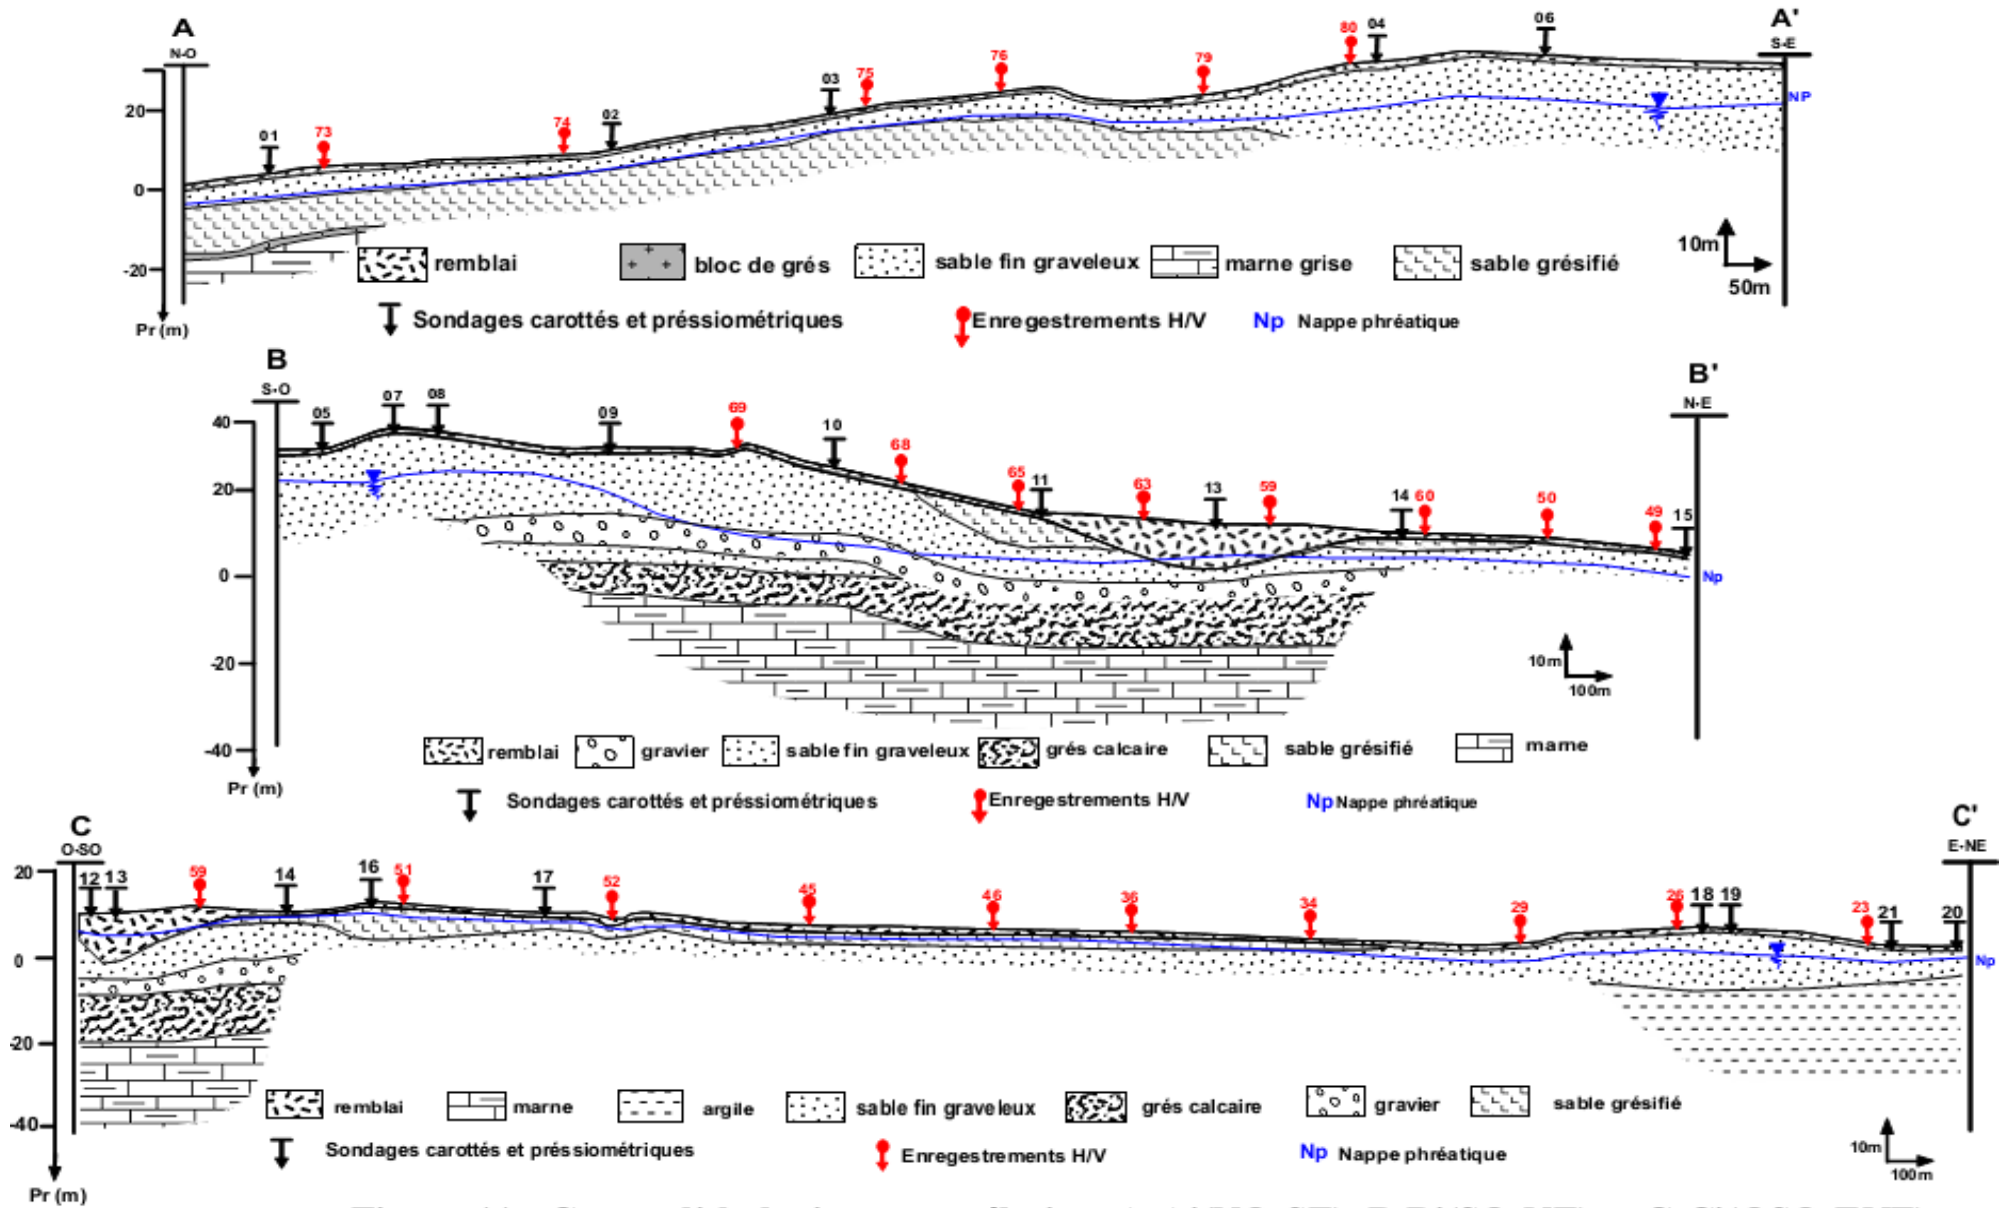 A
N-O
A'
S-E
01 73 74 02 03 75 76 79 80 04 06
20
0
-20
Pr (m)
NP
remblai bloc de grés sable fin graveleux marne grise sable grésifié
10m
50m
Sondages carottés et préssiométriques Enregestrements H/V Np Nappe phréatique
B
S-O
B'
N-E
05 07 08 09 69 10 68 65 11 63 13 59 14 60 50 49 15
40
20
0
-20
-40
Pr (m)
Np
10m
100m
remblai gravier sable fin graveleux grés calcaire sable grésifié marne
Sondages carottés et préssiométriques Enregestrements H/V Np Nappe phréatique
C
O-SO
C'
E-NE
12 13 59 14 16 51 17 52 45 46 36 34 29 26 18 19 23 21 20
20
0
-20
-40
Pr (m)
Np
remblai marne argile sable fin graveleux grés calcaire gravier sable grésifié
10m
100m
Sondages carottés et préssiométriques Enregestrements H/V Np Nappe phréatique